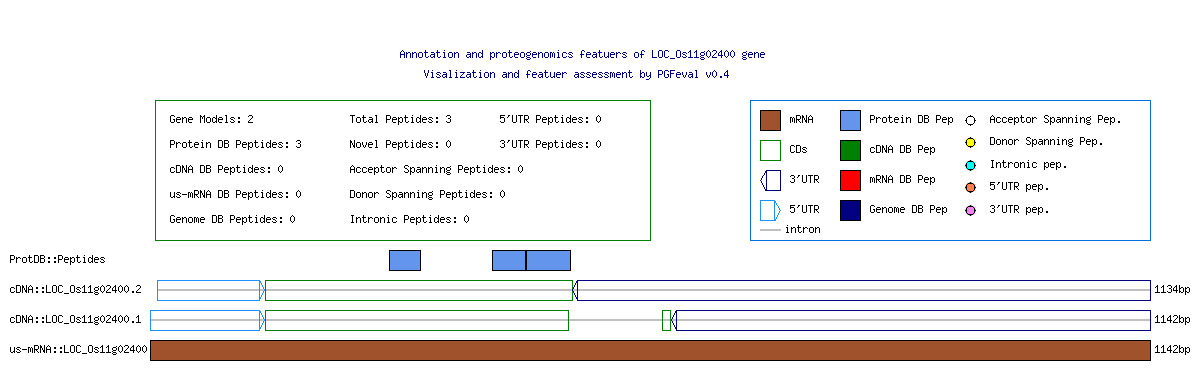 Annotation and proteogenomics featuers of LOC_Os11g02400 gene
Visalization and featuer assessment by PGFeval v0.4
Gene Models: 2
Total Peptides: 3
5'UTR Peptides: 0
Protein DB Peptides: 3
Novel Peptides: 0
3'UTR Peptides: 0
cDNA DB Peptides: 0
Acceptor Spanning Peptides: 0
us-mRNA DB Peptides: 0
Donor Spanning Peptides: 0
Genome DB Peptides: 0
Intronic Peptides: 0
mRNA
Protein DB Pep
Acceptor Spanning Pep.
CDs
cDNA DB Pep
Donor Spanning Pep.
3'UTR
mRNA DB Pep
Intronic pep.
5'UTR
Genome DB Pep
5'UTR pep.
3'UTR pep.
intron
ProtDB::Peptides
cDNA::LOC_Os11g02400.2
1134bp
cDNA::LOC_Os11g02400.1
1142bp
us-mRNA::LOC_Os11g02400
1142bp